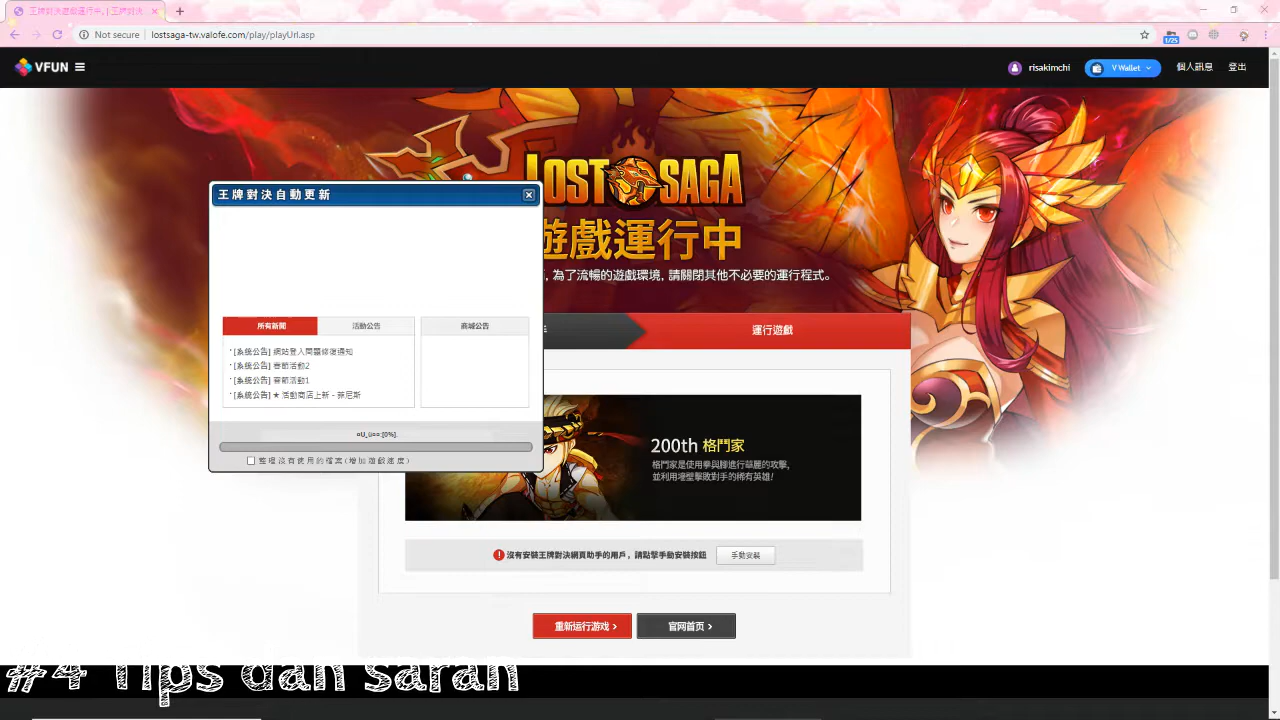 王牌對決遊戲運行中, | 王牌對決
Not secure | lostsaga-tw.valofe.com/play/playUrl.asp
1/25
VFUN
risakimchi
V Wallet
個人訊息
登出
LOST SAGA
遊戲運行中
, 為了流暢的遊戲環境, 請關閉其他不必要的運行程式。
王牌對決自動更新
運行遊戲
所有新聞
活動公告
商城公告
[系統公告] 網站登入問題修復通知
[系統公告] 春節活動2
[系統公告] 春節活動1
[系統公告] ★ 活動商店上新 - 菲尼斯
¤U¸ü¤¤:[0%].
整理沒有使用的檔案(增加遊戲速度)
200th 格鬥家
格鬥家是使用拳與腳進行華麗的攻擊,
並利用墻壁擊敗對手的稀有英雄!
沒有安裝王牌對決網頁助手的用戶, 請點擊手動安裝按鈕
手動安裝
重新运行游戏 >
官网首页 >
#4 Tips dan saran